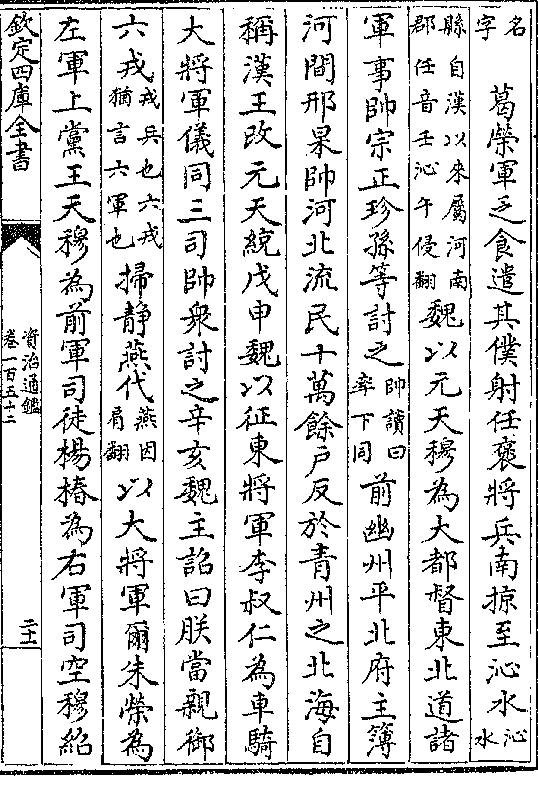 名字葛榮軍乏食遣其僕射任褒將兵南掠至沁水沁水
縣自漢以來屬河南郡任音壬沁午侵翻魏以元天穆為大都督東北道諸
軍事帥宗正珍孫等討之帥讀曰率下同前幽州平北府主簿
河間邢杲帥河北流民十萬餘户反於青州之北海自
稱漢王改元天統戊申魏以征東將軍李叔仁為車騎
大將軍儀同三司帥衆討之辛亥魏主詔曰朕當親御
六戎戎兵也六戎猶言六軍也掃静燕代燕因肩翻以大將軍爾朱榮為
左軍上黨王天穆為前軍司徒楊椿為右軍司空穆紹
欽定四庫全書
資治通鑑
卷一百五十二